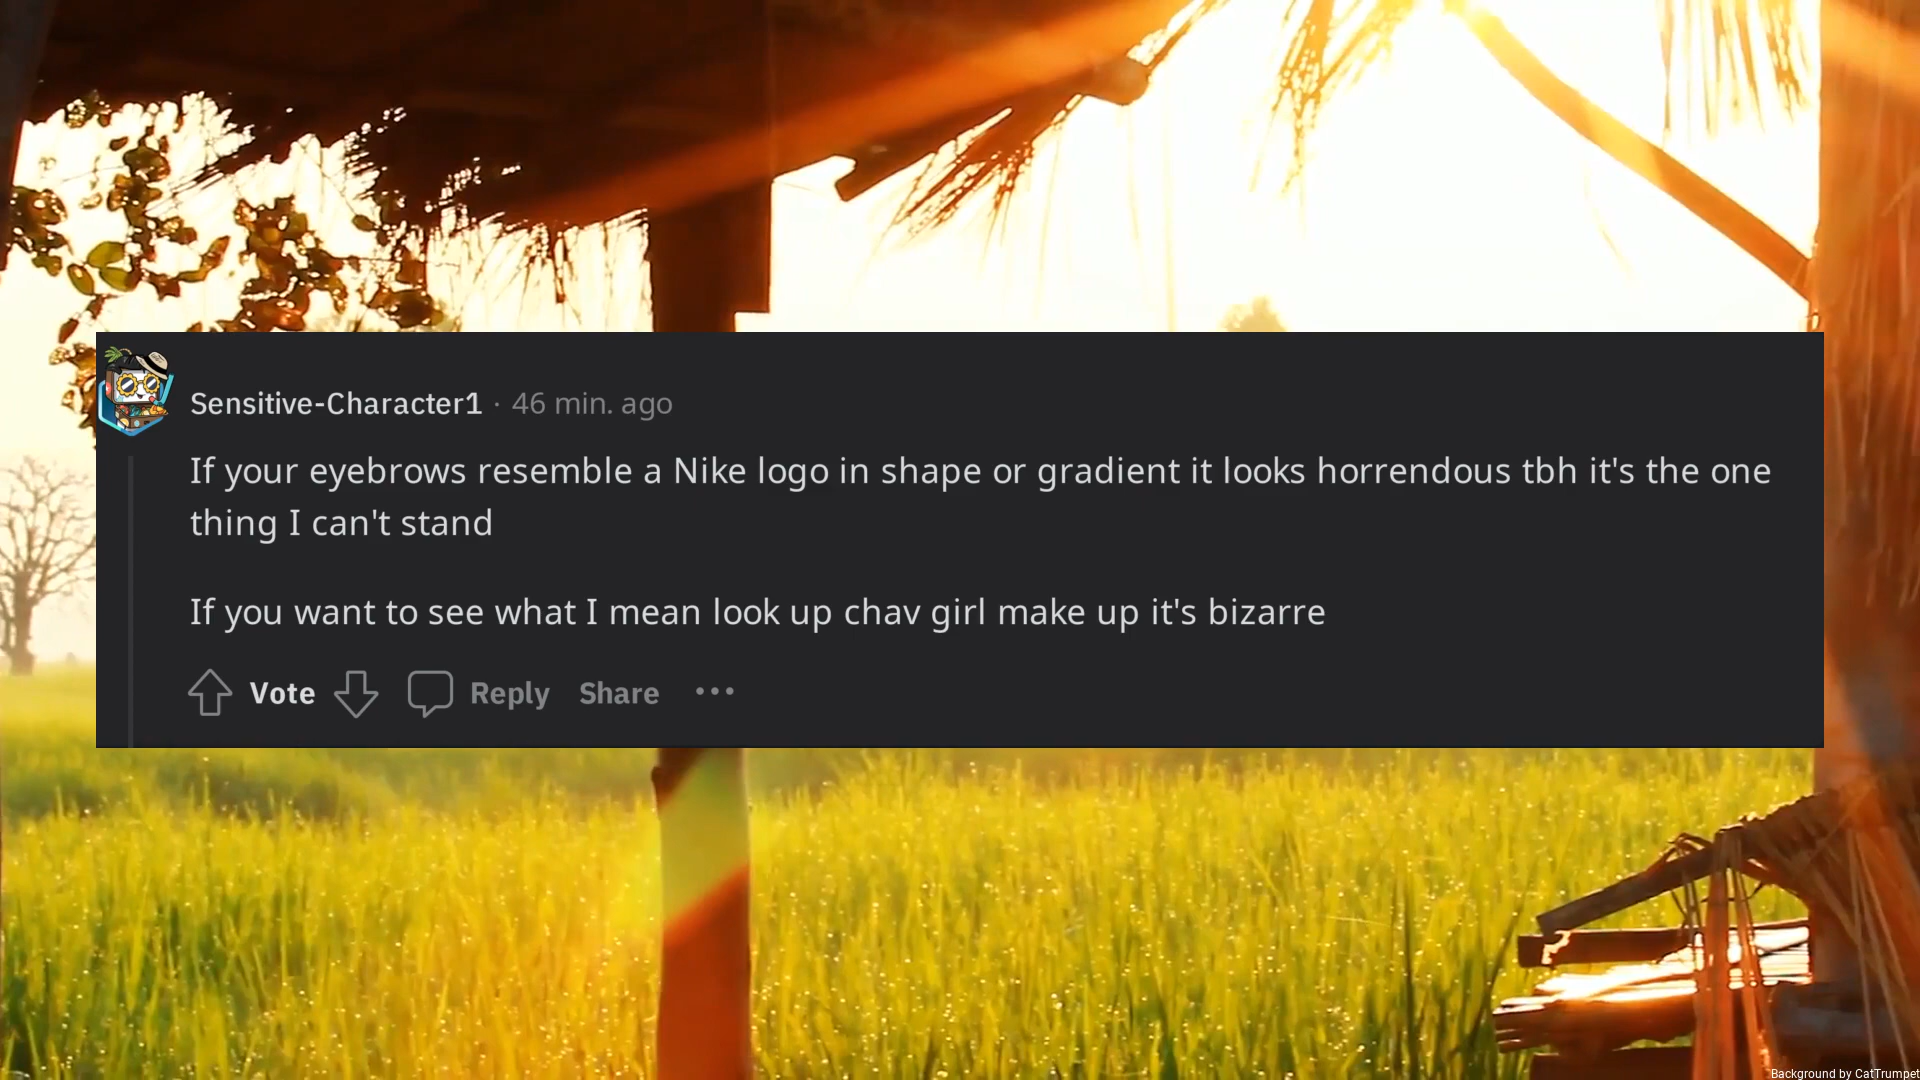 Sensitive-Character1 · 46 min. ago
If your eyebrows resemble a Nike logo in shape or gradient it looks horrendous tbh it's the one
thing I can't stand
If you want to see what I mean look up chav girl make up it's bizarre
Vote Reply Share ···
Background by CatTrumpet